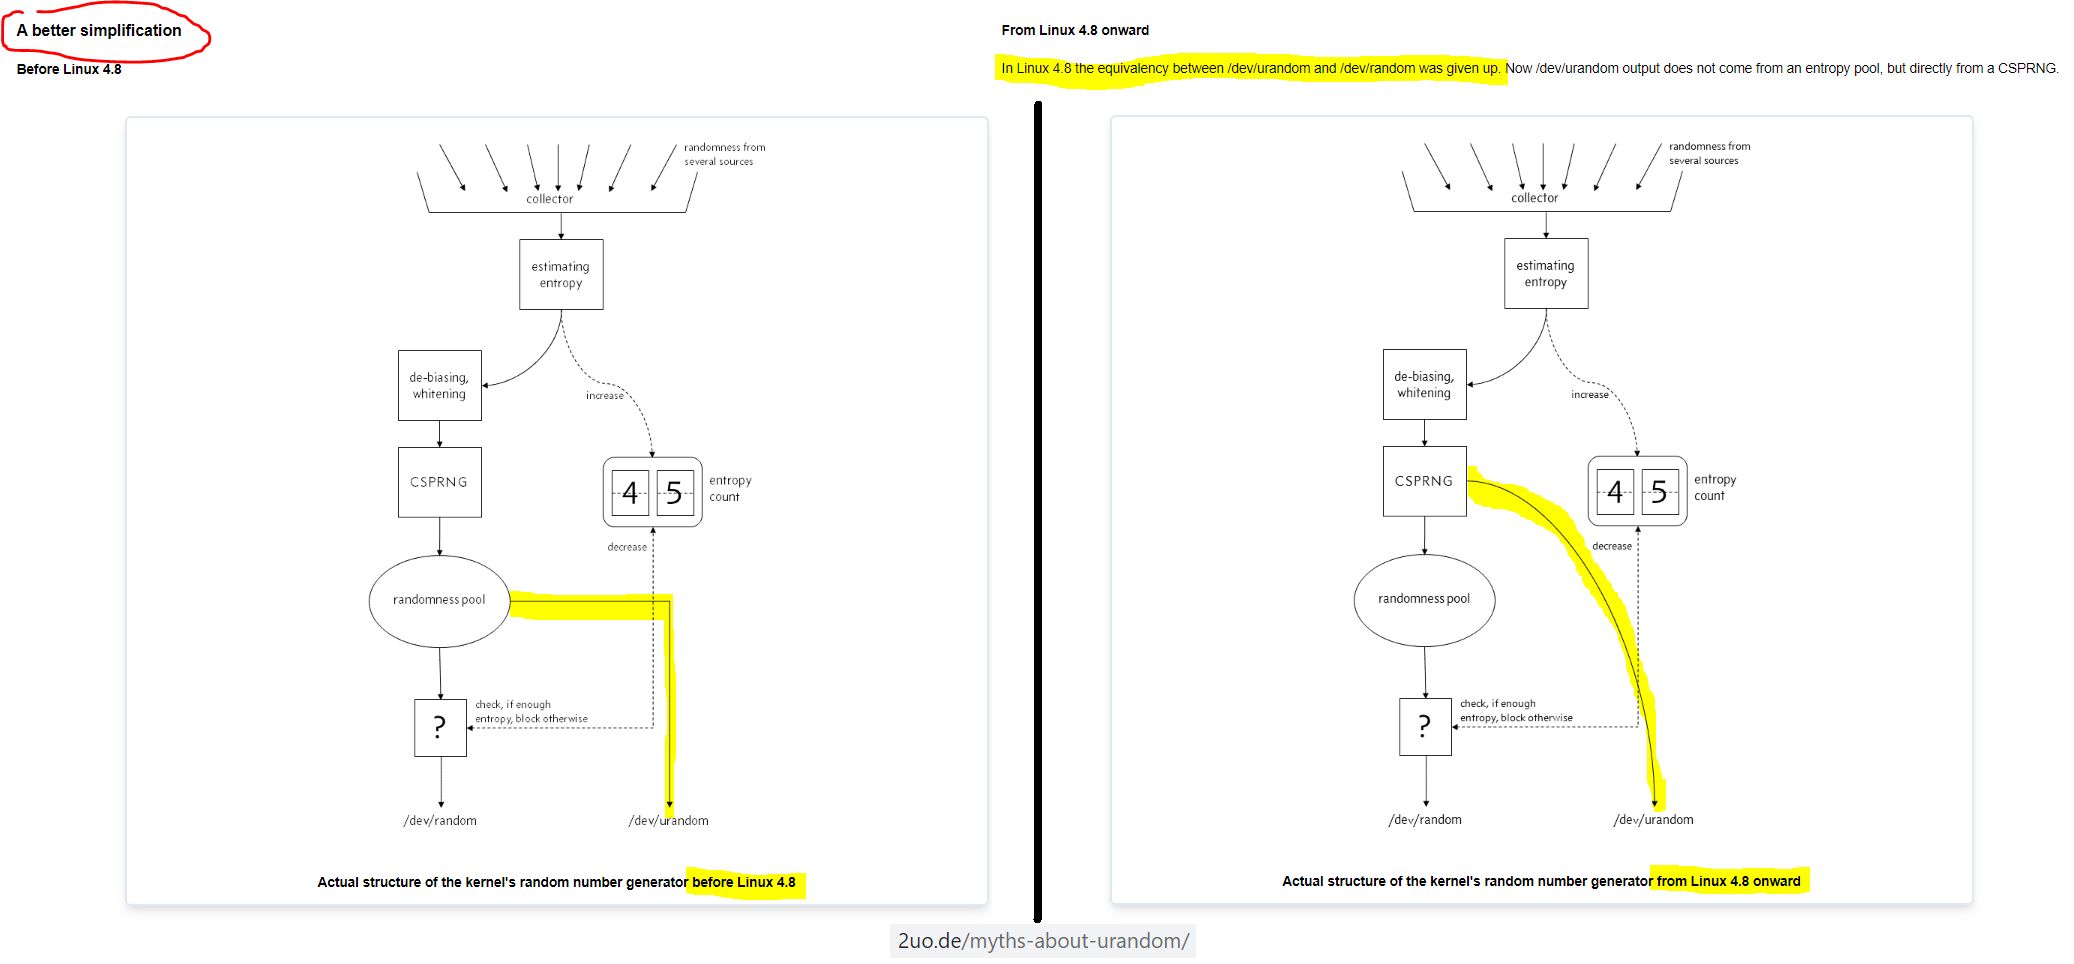 A better simplification
Before Linux 4.8
randomness from
several sources
collector
estimating
entropy
de-biasing,
whitening
increase
CSPRNG
4 5
entropy
count
decrease
randomness pool
check, if enough
entropy, block otherwise
?
/dev/random
/dev/urandom
Actual structure of the kernel's random number generator before Linux 4.8
From Linux 4.8 onward
In Linux 4.8 the equivalency between /dev/urandom and /dev/random was given up. Now /dev/urandom output does not come from an entropy pool, but directly from a CSPRNG.
randomness from
several sources
collector
estimating
entropy
de-biasing,
whitening
increase
CSPRNG
4 5
entropy
count
decrease
randomness pool
check, if enough
entropy, block otherwise
?
/dev/random
/dev/urandom
Actual structure of the kernel's random number generator from Linux 4.8 onward
2uo.de/myths-about-urandom/